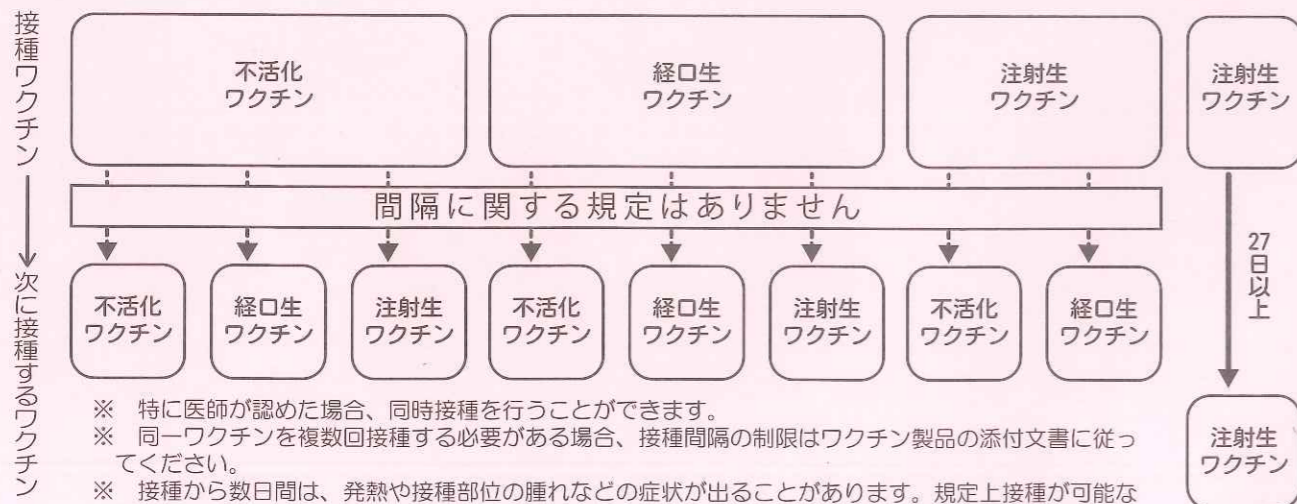 接種ワクチン
次に接種するワクチン
不活化
ワクチン
経口生
ワクチン
注射生
ワクチン
注射生
ワクチン
間隔に関する規定はありません
27日以上
不活化
ワクチン
経口生
ワクチン
注射生
ワクチン
不活化
ワクチン
経口生
ワクチン
注射生
ワクチン
不活化
ワクチン
経口生
ワクチン
注射生
ワクチン
※ 特に医師が認めた場合、同時接種を行うことができます。
※ 同一ワクチンを複数回接種する必要がある場合、接種間隔の制限はワクチン製品の添付文書に従っ
てください。
※ 接種から数日間は、発熱や接種部位の腫れなどの症状が出ることがあります。規定上接種が可能な